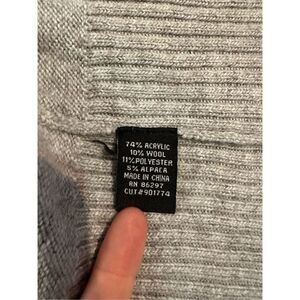 74% ACRYLIC
10% WOOL
11% POLYESTER
5% ALPACA
MADE IN CHINA
RN 86297
CUT#901774